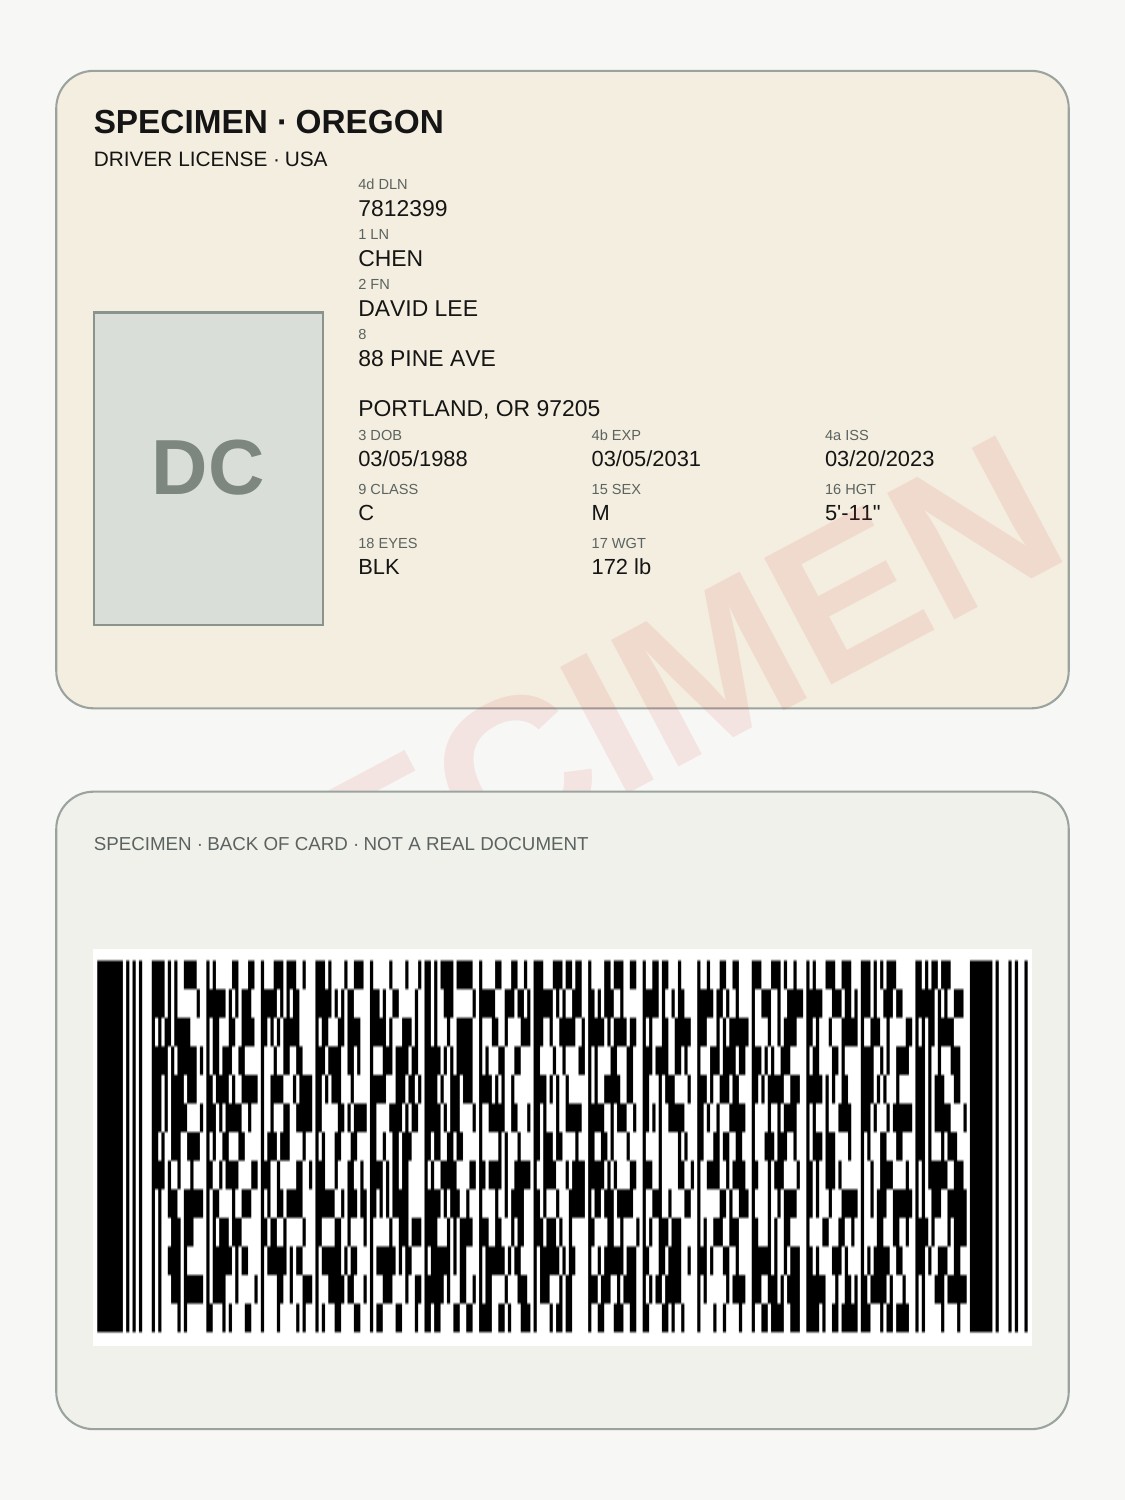 SPECIMEN · OREGON
DRIVER LICENSE · USA
4d DLN
7812399
1 LN
CHEN
2 FN
DAVID LEE
8
88 PINE AVE
PORTLAND, OR 97205
3 DOB 4b EXP 4a ISS
03/05/1988 03/05/2031 03/20/2023
9 CLASS 15 SEX 16 HGT
C M 5'-11"
18 EYES 17 WGT
BLK 172 lb
DC
ECIMEN
SPECIMEN · BACK OF CARD · NOT A REAL DOCUMENT